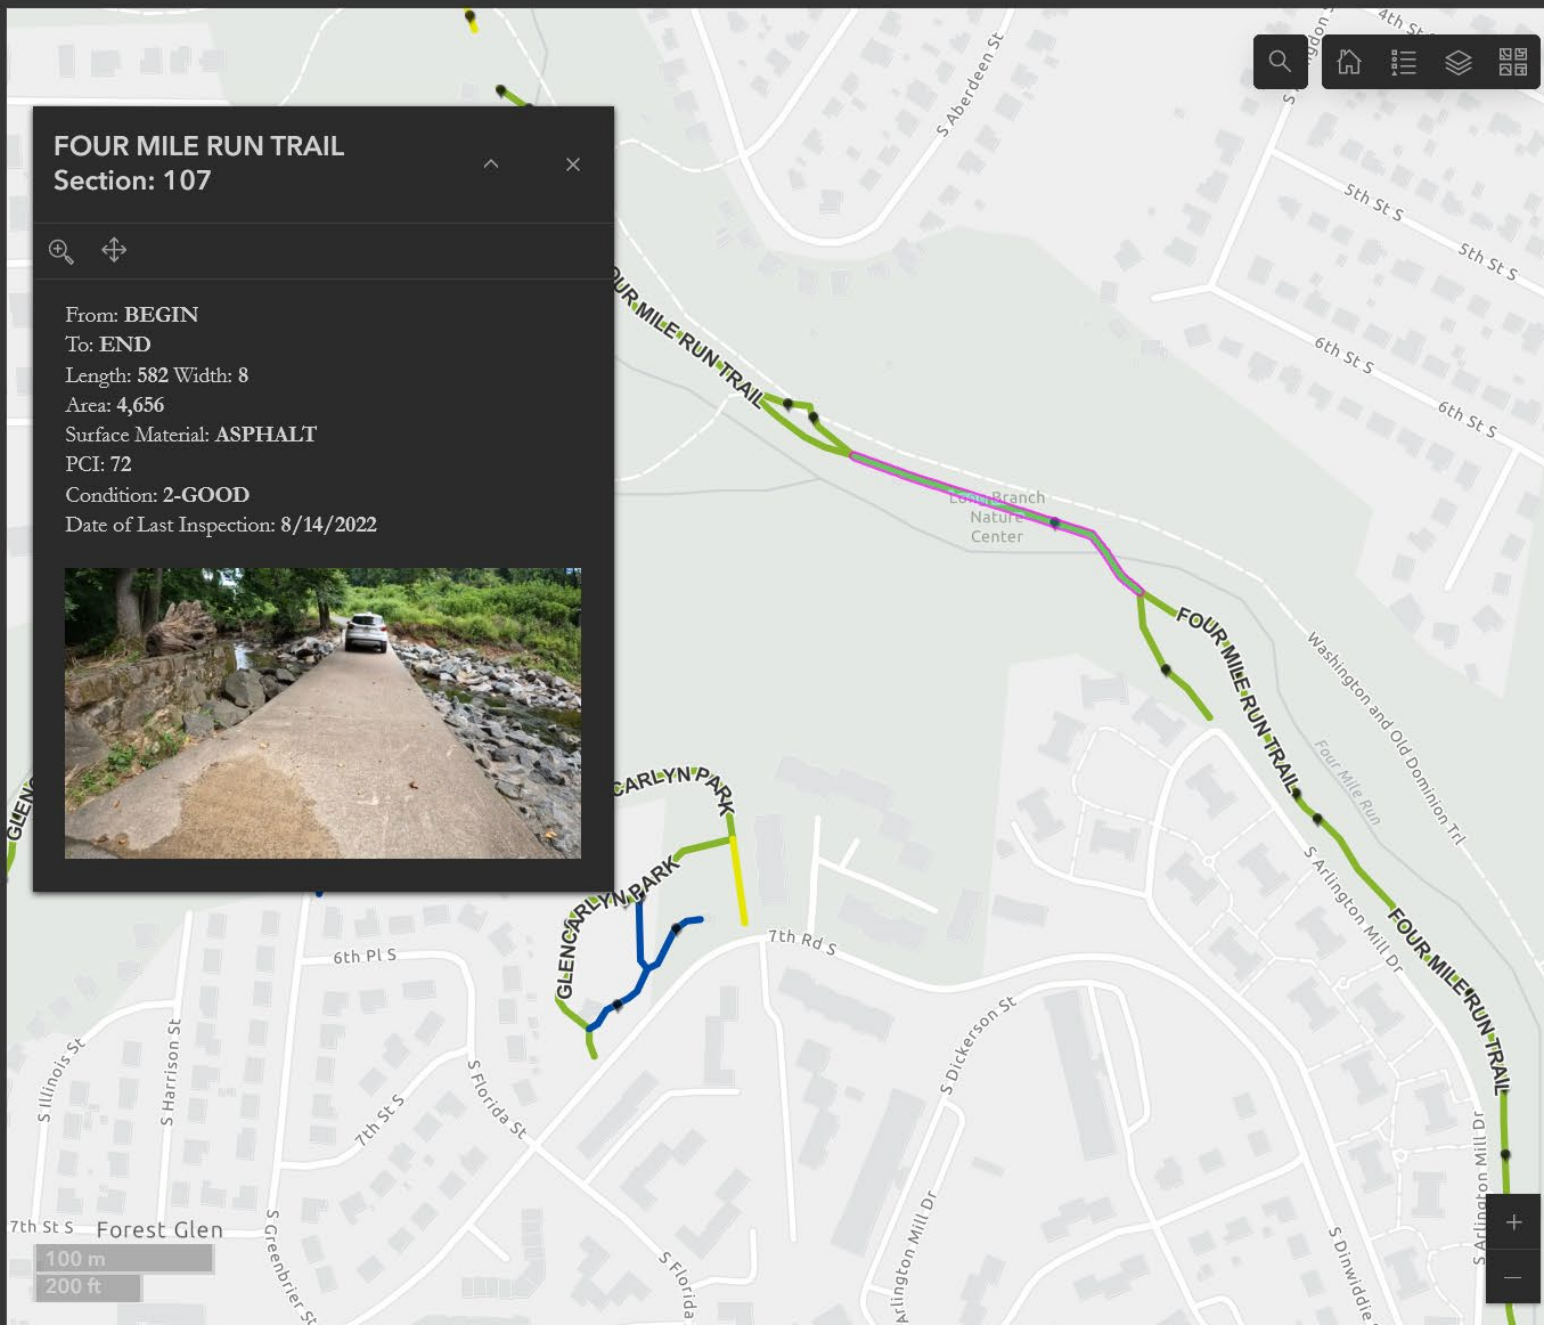 FOUR MILE RUN TRAIL
Section: 107
From: BEGIN
To: END
Length: 582 Width: 8
Area: 4,656
Surface Material: ASPHALT
PCI: 72
Condition: 2-GOOD
Date of Last Inspection: 8/14/2022
S Aberdeen St
4th St S
5th St S
5th St S
6th St S
6th St S
OUR MILE RUN TRAIL
Long Branch
Nature
Center
FOUR MILE RUN TRAIL
Washington and Old Dominion Trl
Four Mile Run
GLENC
CARLYN PARK
GLENCARLYN PARK
7th Rd S
S Arlington Mill Dr
FOUR MILE RUN TRAIL
6th Pl S
S Illinois St
S Harrison St
7th St S
S Florida St
S Dickerson St
S Arlington Mill Dr
7th St S
Forest Glen
S Greenbrier St
S Florida
Arlington Mill Dr
S Dinwiddie
100 m
200 ft